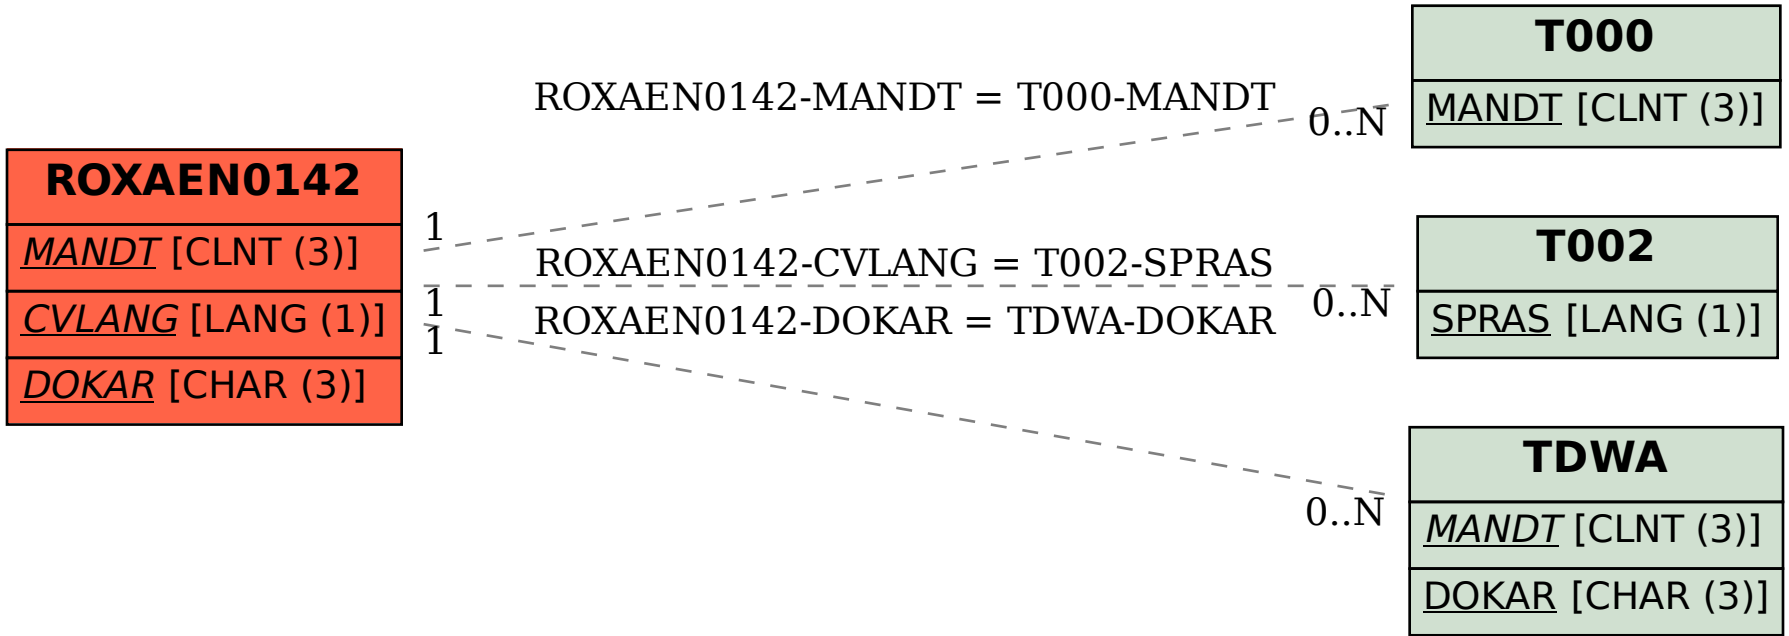 ROXAEN0142
MANDT [CLNT (3)]
CVLANG [LANG (1)]
DOKAR [CHAR (3)]
ROXAEN0142-MANDT = T000-MANDT
1
0..N
ROXAEN0142-CVLANG = T002-SPRAS
1
0..N
ROXAEN0142-DOKAR = TDWA-DOKAR
1
0..N
T000
MANDT [CLNT (3)]
T002
SPRAS [LANG (1)]
TDWA
MANDT [CLNT (3)]
DOKAR [CHAR (3)]